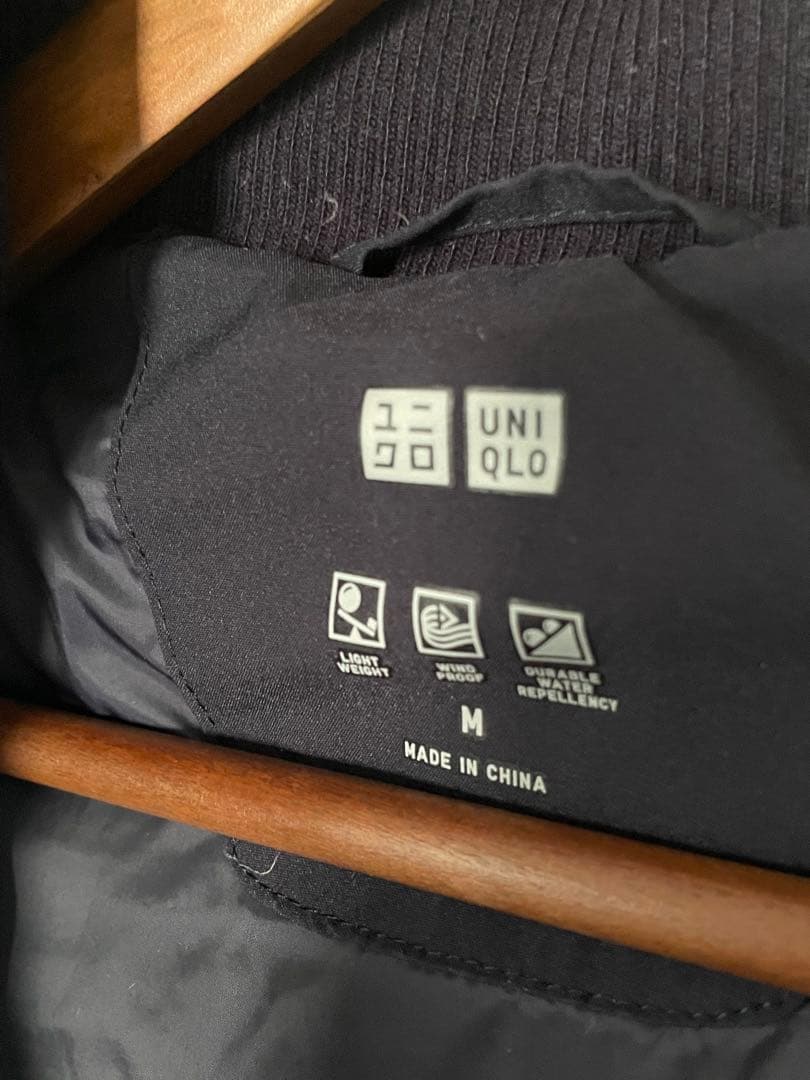 ユニ
クロ
UNI
QLO
LIGHT
WEIGHT
WIND
PROOF
DURABLE
WATER
REPELLENCY
M
MADE IN CHINA